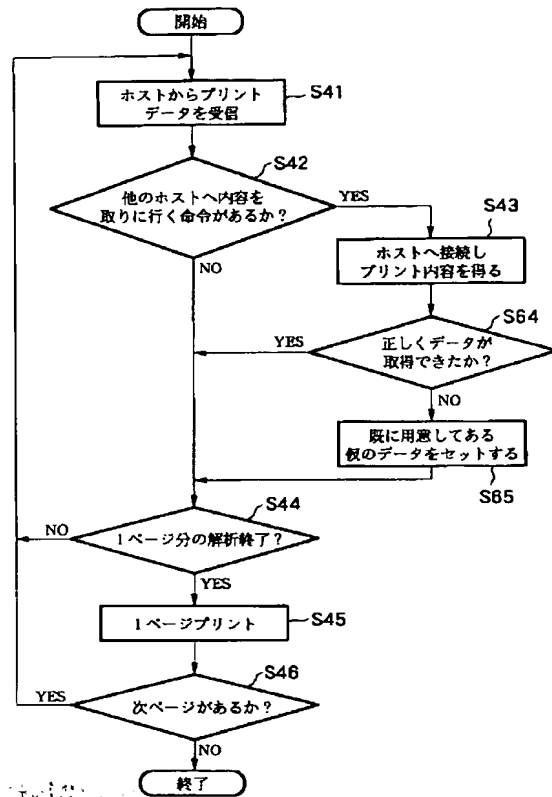 開始
ホストからプリント
データを受信
S41
S42
他のホストへ内容を
取りに行く命令があるか?
YES
NO
S43
ホストへ接続し
プリント内容を得る
S64
正しくデータが
取得できたか?
YES
NO
既に用意してある
仮のデータをセットする
S65
S44
1ページ分の解析終了?
NO
YES
1ページプリント
S45
S46
次ページがあるか?
YES
NO
終了